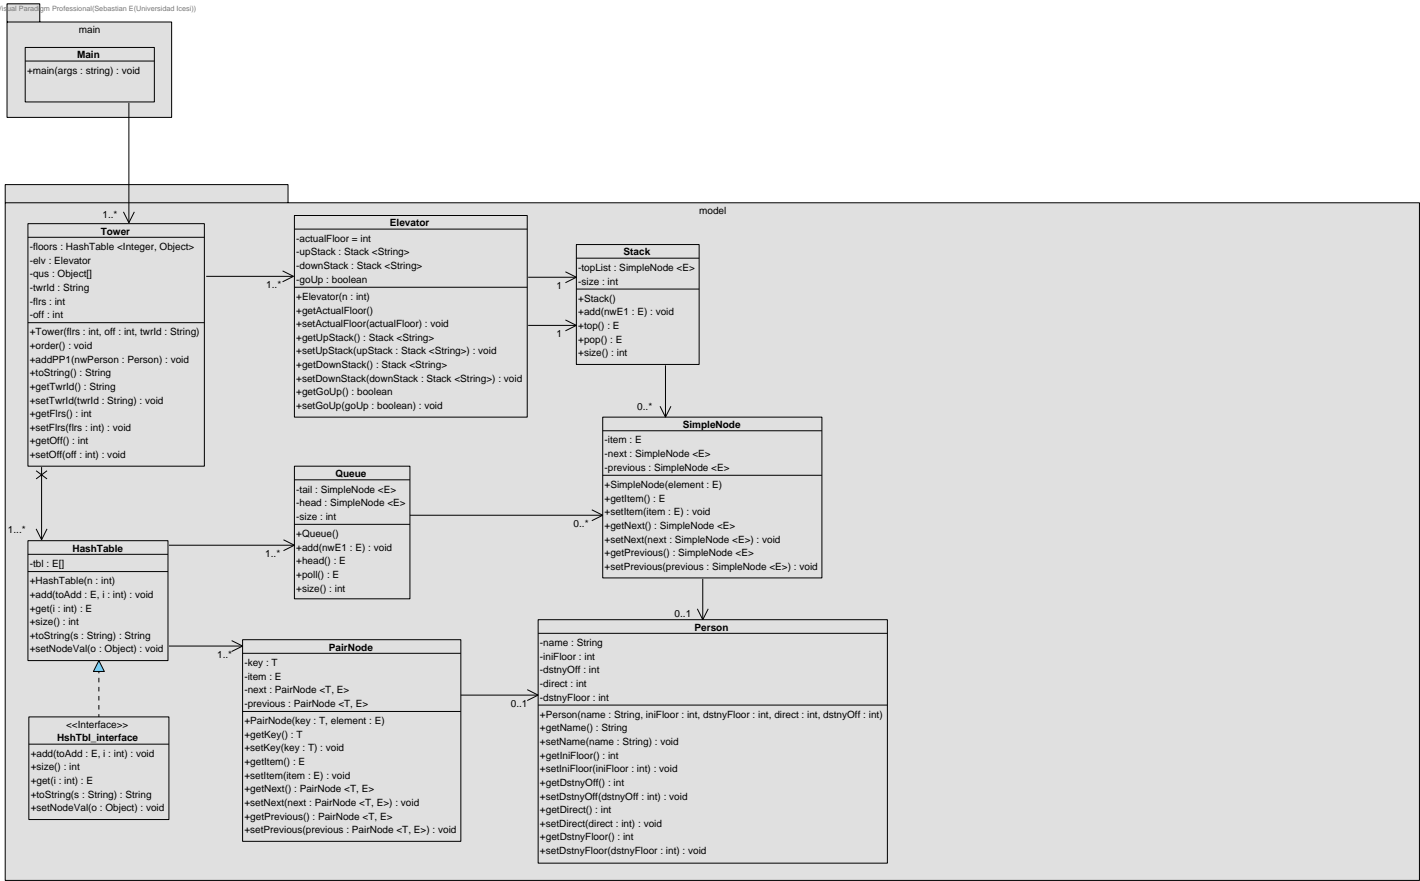 Visual Paradigm Professional(Sebastian E(Universidad Icesi))
main
Main
+main(args : string) : void
model
1..*
Tower
-floors : HashTable <Integer, Object>
-elv : Elevator
-qus : Object[]
-twrId : String
-flrs : int
-off : int
+Tower(flrs : int, off : int, twrId : String)
+order() : void
+addPP1(nwPerson : Person) : void
+toString() : String
+getTwrId() : String
+setTwrId(twrId : String) : void
+getFlrs() : int
+setFlrs(flrs : int) : void
+getOff() : int
+setOff(off : int) : void
1..*
Elevator
-actualFloor = int
-upStack : Stack <String>
-downStack : Stack <String>
-goUp : boolean
+Elevator(n : int)
+getActualFloor()
+setActualFloor(actualFloor) : void
+getUpStack() : Stack <String>
+setUpStack(upStack : Stack <String>) : void
+getDownStack() : Stack <String>
+setDownStack(downStack : Stack <String>) : void
+getGoUp() : boolean
+setGoUp(goUp : boolean) : void
1
1
Stack
-topList : SimpleNode <E>
-size : int
+Stack()
+add(nwE1 : E) : void
+top() : E
+pop() : E
+size() : int
0..*
SimpleNode
-item : E
-next : SimpleNode <E>
-previous : SimpleNode <E>
+SimpleNode(element : E)
+getItem() : E
+setItem(item : E) : void
+getNext() : SimpleNode <E>
+setNext(next : SimpleNode <E>) : void
+getPrevious() : SimpleNode <E>
+setPrevious(previous : SimpleNode <E>) : void
Queue
-tail : SimpleNode <E>
-head : SimpleNode <E>
-size : int
+Queue()
+add(nwE1 : E) : void
+head() : E
+poll() : E
+size() : int
0..*
1...*
HashTable
-tbl : E[]
+HashTable(n : int)
+add(toAdd : E, i : int) : void
+get(i : int) : E
+size() : int
+toString(s : String) : String
+setNodeVal(o : Object) : void
1..*
1..*
<<Interface>>
HshTbl_interface
+add(toAdd : E, i : int) : void
+size() : int
+get(i : int) : E
+toString(s : String) : String
+setNodeVal(o : Object) : void
PairNode
-key : T
-item : E
-next : PairNode <T, E>
-previous : PairNode <T, E>
+PairNode(key : T, element : E)
+getKey() : T
+setKey(key : T) : void
+getItem() : E
+setItem(item : E) : void
+getNext() : PairNode <T, E>
+setNext(next : PairNode <T, E>) : void
+getPrevious() : PairNode <T, E>
+setPrevious(previous : PairNode <T, E>) : void
0..1
0..1
Person
-name : String
-iniFloor : int
-dstnyOff : int
-direct : int
-dstnyFloor : int
+Person(name : String, iniFloor : int, dstnyFloor : int, direct : int, dstnyOff : int)
+getName() : String
+setName(name : String) : void
+getIniFloor() : int
+setIniFloor(iniFloor : int) : void
+getDstnyOff() : int
+setDstnyOff(dstnyOff : int) : void
+getDirect() : int
+setDirect(direct : int) : void
+getDstnyFloor() : int
+setDstnyFloor(dstnyFloor : int) : void